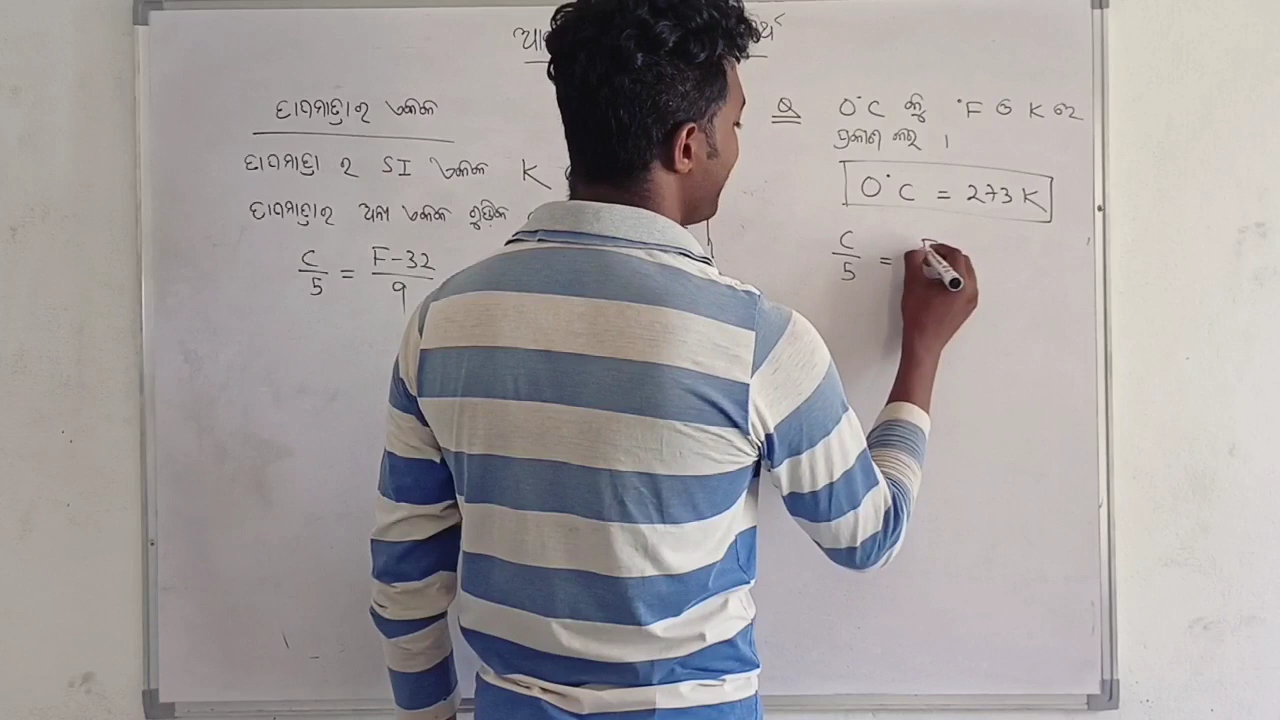 ତାପମାତ୍ରାର ଏକକ
ତାପମାତ୍ରା ର SI ଏକକ K
ତାପମାତ୍ରାର ଅନ୍ୟ ଏକକ ଗୁଡ଼ିକ
C/5 = F-32/9
Q 0°C କୁ °F ଓ K ରେ
ପ୍ରକାଶ କର ।
0°C = 273 K
C/5 =